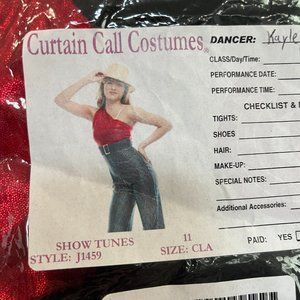 Curtain Call Costumes®
DANCER: Kayle
CLASS/Day/Time:
PERFORMANCE DATE:
PERFORMANCE TIME:
CHECKLIST &
TIGHTS:
SHOES
HAIR:
MAKE-UP:
SPECIAL NOTES:
Additional Accessories:
PAID: YES
SHOW TUNES
11
STYLE: J1459
SIZE: CLA